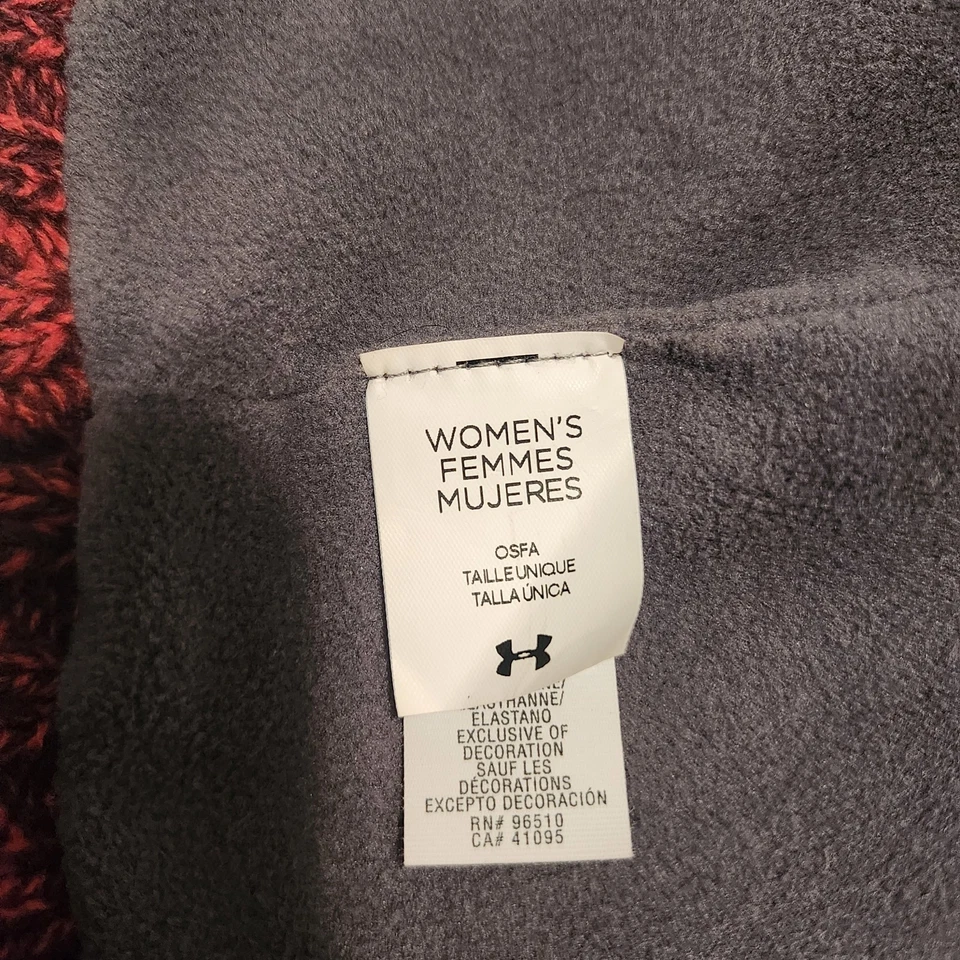 WOMEN'S
FEMMES
MUJERES
OSFA
TAILLE UNIQUE
TALLA ÚNICA
ELASTANO
EXCLUSIVE OF
DECORATION
SAUF LES
DÉCORATIONS
EXCEPTO DECORACIÓN
RN# 96510
CA# 41095